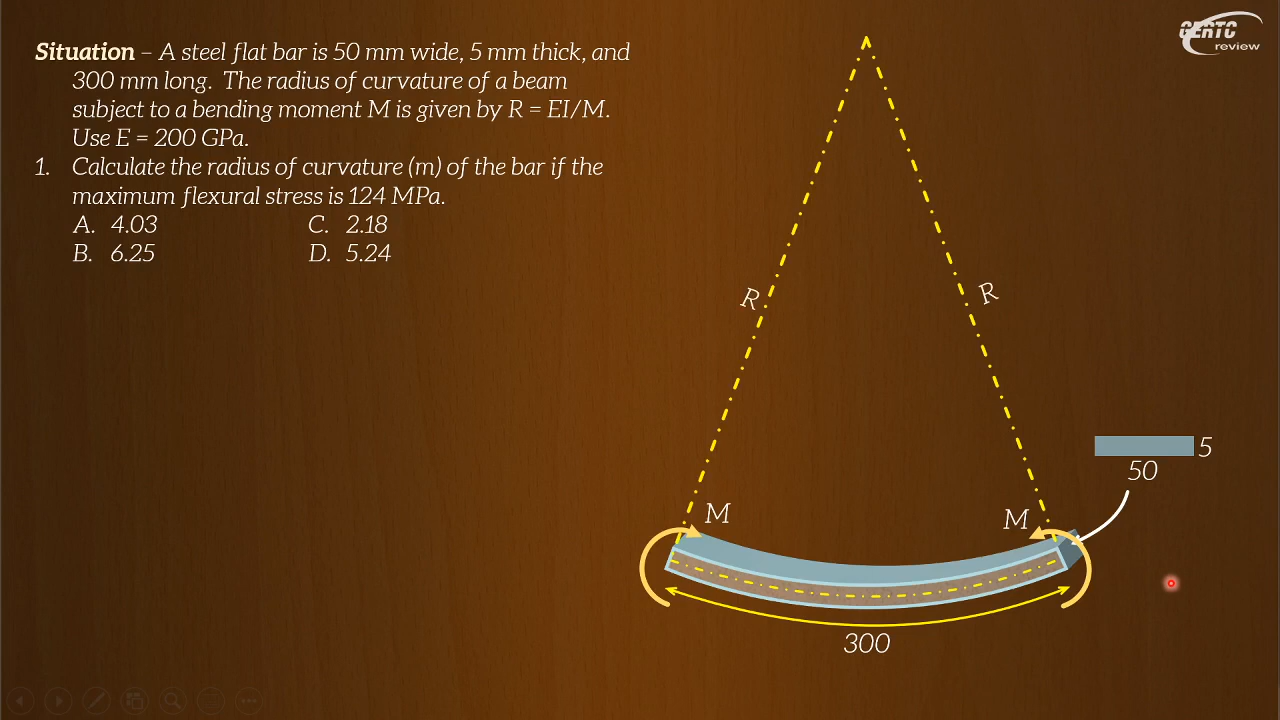 GERTC
review
Situation – A steel flat bar is 50 mm wide, 5 mm thick, and
300 mm long. The radius of curvature of a beam
subject to a bending moment M is given by R = EI/M.
Use E = 200 GPa.
1. Calculate the radius of curvature (m) of the bar if the
maximum flexural stress is 124 MPa.
A. 4.03 C. 2.18
B. 6.25 D. 5.24
R R
5
50
M M
300